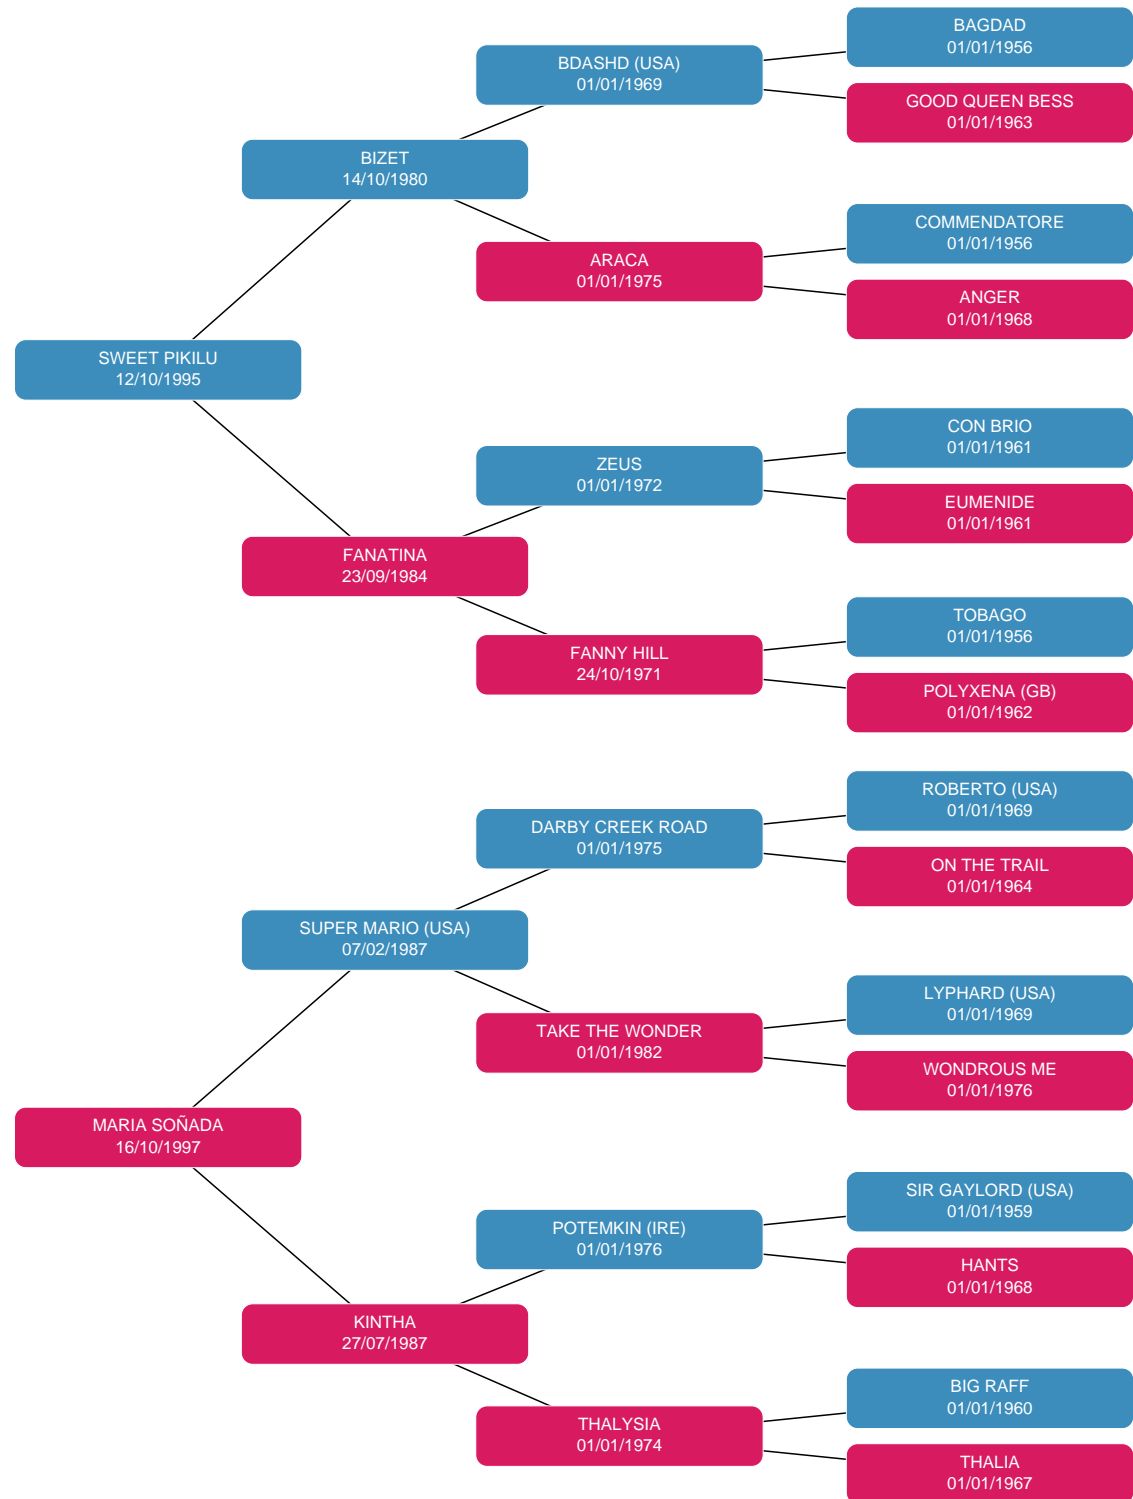 BAGDAD
01/01/1956
BDASHD (USA)
01/01/1969
GOOD QUEEN BESS
01/01/1963
BIZET
14/10/1980
COMMENDATORE
01/01/1956
ARACA
01/01/1975
ANGER
01/01/1968
SWEET PIKILU
12/10/1995
CON BRIO
01/01/1961
ZEUS
01/01/1972
EUMENIDE
01/01/1961
FANATINA
23/09/1984
TOBAGO
01/01/1956
FANNY HILL
24/10/1971
POLYXENA (GB)
01/01/1962
ROBERTO (USA)
01/01/1969
DARBY CREEK ROAD
01/01/1975
ON THE TRAIL
01/01/1964
SUPER MARIO (USA)
07/02/1987
LYPHARD (USA)
01/01/1969
TAKE THE WONDER
01/01/1982
WONDROUS ME
01/01/1976
MARIA SOÑADA
16/10/1997
SIR GAYLORD (USA)
01/01/1959
POTEMKIN (IRE)
01/01/1976
HANTS
01/01/1968
KINTHA
27/07/1987
BIG RAFF
01/01/1960
THALYSIA
01/01/1974
THALIA
01/01/1967